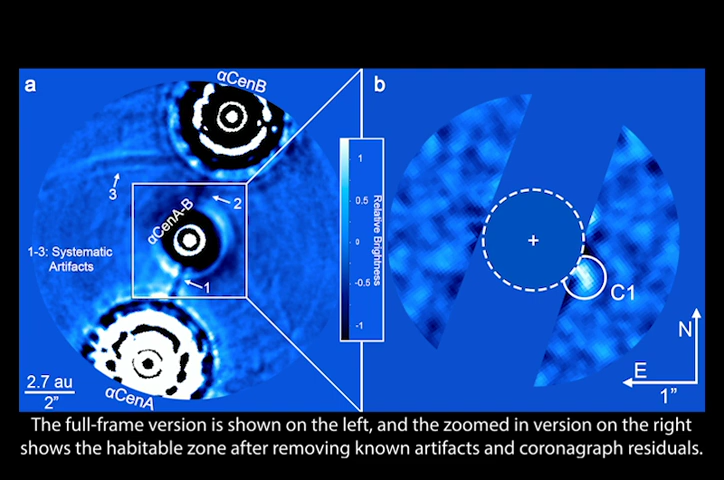 a
αCenB
b
3
2
αCenA-B
1-3: Systematic
Artifacts
1
2.7 au
2"
αCenA
1
0.5
0
-0.5
-1
Relative Brightness
C1
N
E
1"
The full-frame version is shown on the left, and the zoomed in version on the right
shows the habitable zone after removing known artifacts and coronagraph residuals.